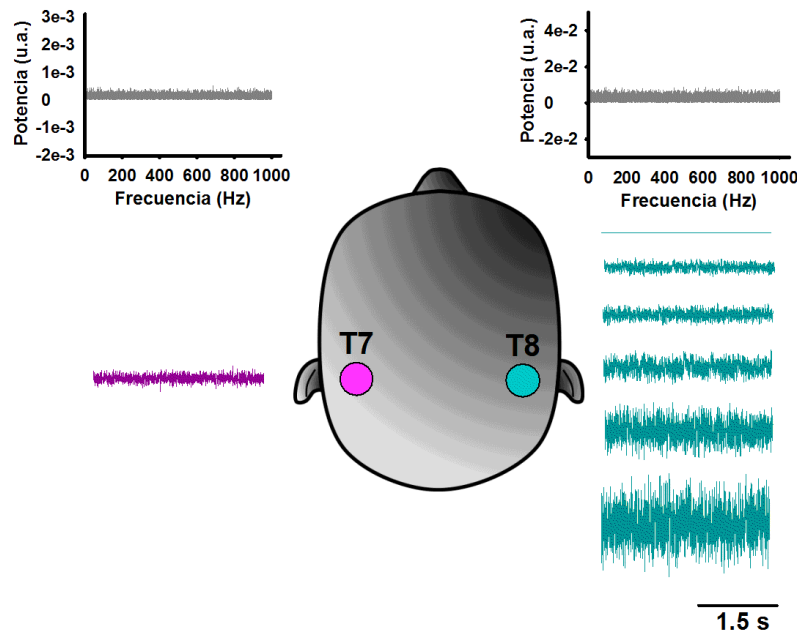 Potencia (u.a.)
3e-3
2e-3
1e-3
0
-1e-3
-2e-3
0 200 400 600 800 1000
Frecuencia (Hz)
Potencia (u.a.)
4e-2
2e-2
0
-2e-2
0 200 400 600 800 1000
Frecuencia (Hz)
T7
T8
1.5 s